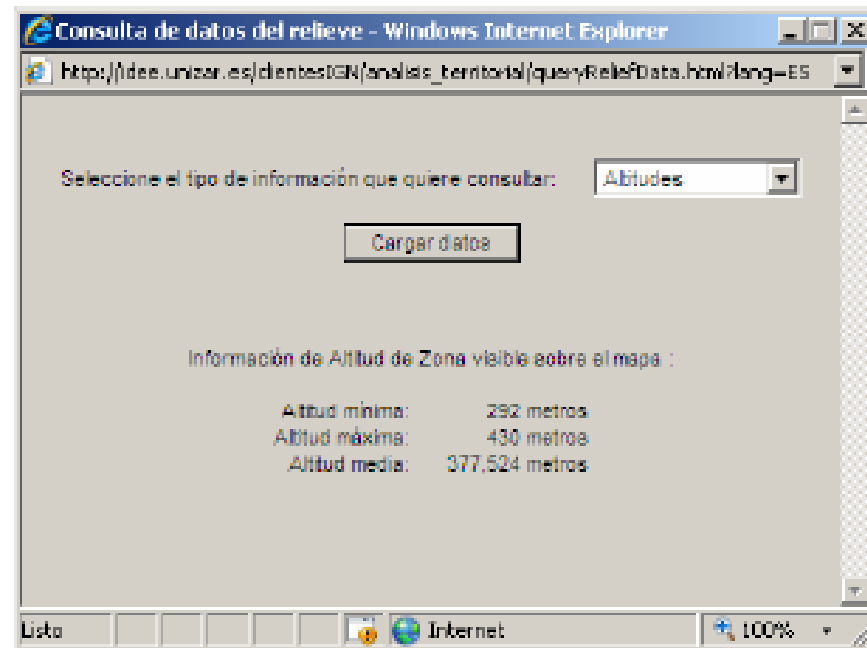 Consulta de datos del relieve - Windows Internet Explorer
http://idee.unizar.es/clientesIGN/analisis_territorial/queryReliefData.html?lang=ES
Seleccione el tipo de información que quiere consultar: Altitudes
Cargar datos
Información de Altitud de Zona visible sobre el mapa :
Altitud mínima: 292 metros
Altitud máxima: 430 metros
Altitud media: 377,524 metros
Listo Internet 100%